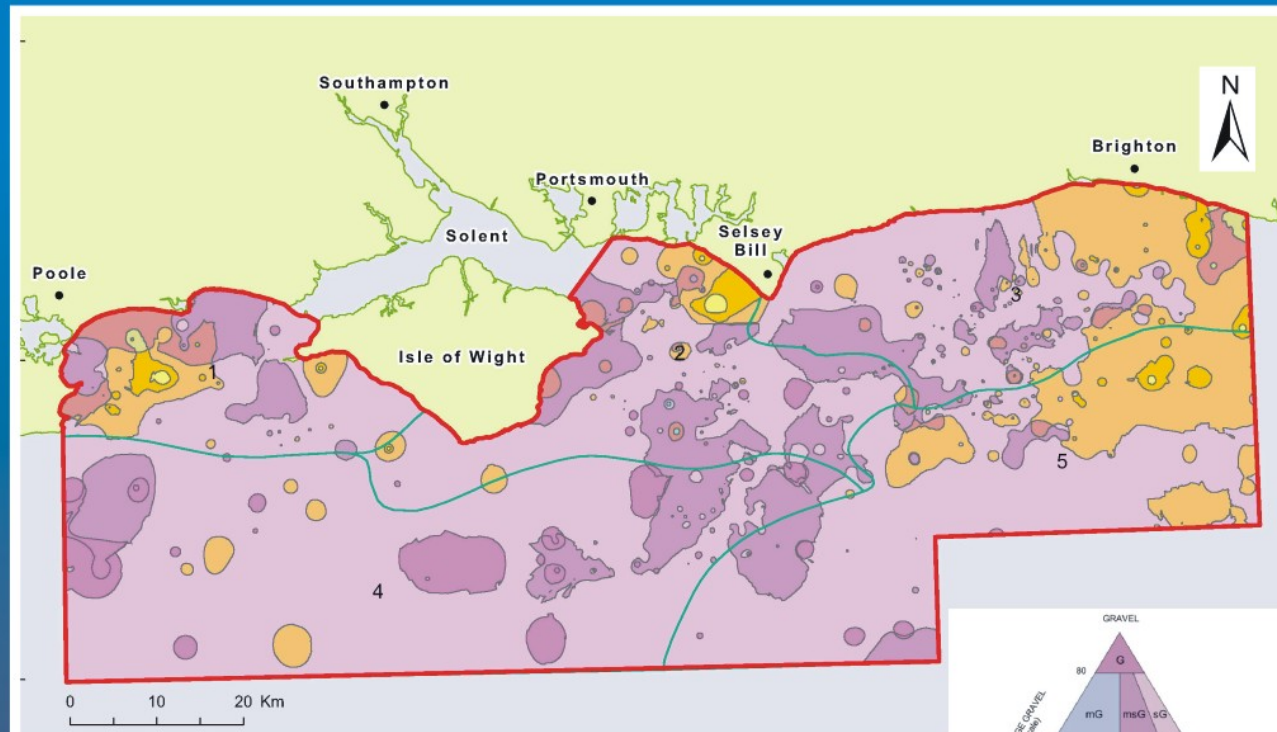 Southampton
N
Brighton
Portsmouth
Selsey
Bill
Solent
Poole
Isle of Wight
1
2
3
4
5
0 10 20 Km
GRAVEL
80
G
mG msG sG